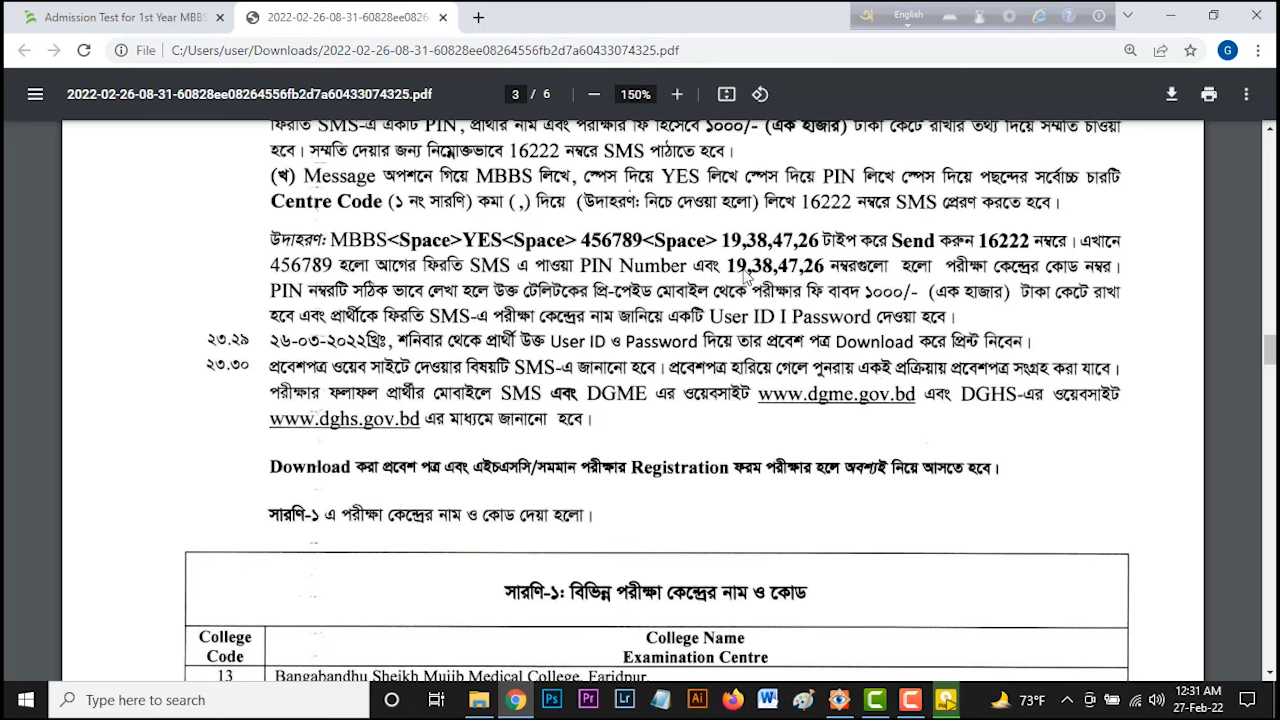 Admission Test for 1st Year MBBS
2022-02-26-08-31-60828ee0826
English
File C:/Users/user/Downloads/2022-02-26-08-31-60828ee08264556fb2d7a60433074325.pdf
G
2022-02-26-08-31-60828ee08264556fb2d7a60433074325.pdf
3 / 6
150%
ফিরতি SMS-এ একটি PIN, প্রার্থীর নাম এবং পরীক্ষার ফি হিসেবে ১০০০/- (এক হাজার) টাকা কেটে রাখার তথ্য দিয়ে সম্মতি চাওয়া
হবে। সম্মতি দেয়ার জন্য নিম্নোক্তভাবে 16222 নম্বরে SMS পাঠাতে হবে।
(খ) Message অপশনে গিয়ে MBBS লিখে, স্পেস দিয়ে YES লিখে স্পেস দিয়ে PIN লিখে স্পেস দিয়ে পছন্দের সর্বোচ্চ চারটি
Centre Code (১ নং সারণি) কমা (,) দিয়ে (উদাহরণ: নিচে দেওয়া হলো) লিখে 16222 নম্বরে SMS প্রেরণ করতে হবে।
উদাহরণ: MBBS<Space>YES<Space> 456789<Space> 19,38,47,26 টাইপ করে Send করুন 16222 নম্বরে। এখানে
456789 হলো আগের ফিরতি SMS এ পাওয়া PIN Number এবং 19,38,47,26 নম্বরগুলো হলো পরীক্ষা কেন্দ্রের কোড নম্বর।
PIN নম্বরটি সঠিক ভাবে লেখা হলে উক্ত টেলিটকের প্রি-পেইড মোবাইল থেকে পরীক্ষার ফি বাবদ ১০০০/- (এক হাজার) টাকা কেটে রাখা
হবে এবং প্রার্থীকে ফিরতি SMS-এ পরীক্ষা কেন্দ্রের নাম জানিয়ে একটি User ID I Password দেওয়া হবে।
২৩.২৯ ২৬-০৩-২০২২খ্রিঃ, শনিবার থেকে প্রার্থী উক্ত User ID ও Password দিয়ে তার প্রবেশ পত্র Download করে প্রিন্ট নিবেন।
২৩.৩০ প্রবেশপত্র ওয়েব সাইটে দেওয়ার বিষয়টি SMS-এ জানানো হবে। প্রবেশপত্র হারিয়ে গেলে পুনরায় একই প্রক্রিয়ায় প্রবেশপত্র সংগ্রহ করা যাবে।
পরীক্ষার ফলাফল প্রার্থীর মোবাইলে SMS এবং DGME এর ওয়েবসাইট www.dgme.gov.bd এবং DGHS-এর ওয়েবসাইট
www.dghs.gov.bd এর মাধ্যমে জানানো হবে।
Download করা প্রবেশ পত্র এবং এইচএসসি/সমমান পরীক্ষার Registration ফরম পরীক্ষার হলে অবশ্যই নিয়ে আসতে হবে।
সারণি-১ এ পরীক্ষা কেন্দ্রের নাম ও কোড দেয়া হলো।
সারণি-১: বিভিন্ন পরীক্ষা কেন্দ্রের নাম ও কোড
College Code
College Name
Examination Centre
13 Bangabandhu Sheikh Mujib Medical College, Faridpur.
Type here to search
73°F
12:31 AM
27-Feb-22